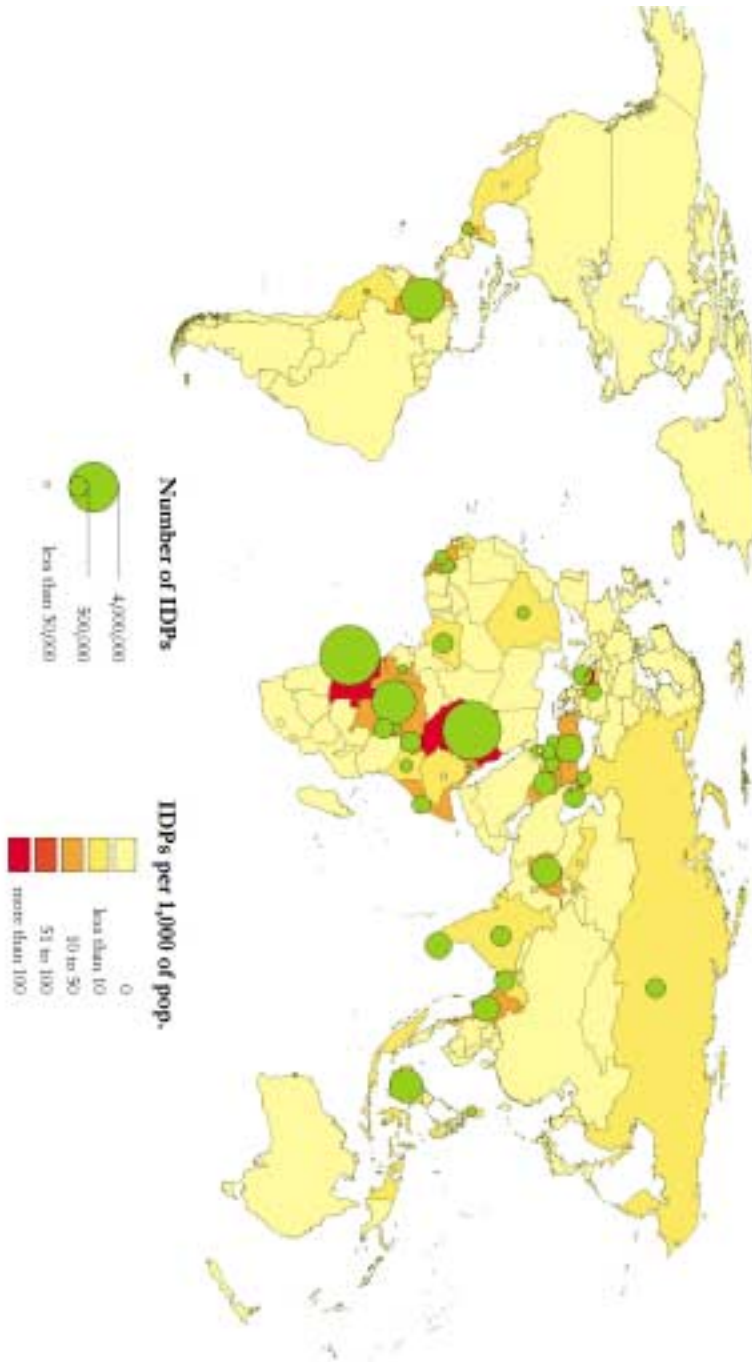 Number of IDPs
4,000,000
500,000
less than 50,000
IDPs per 1,000 of pop.
0
less than 10
10 to 50
51 to 100
more than 100